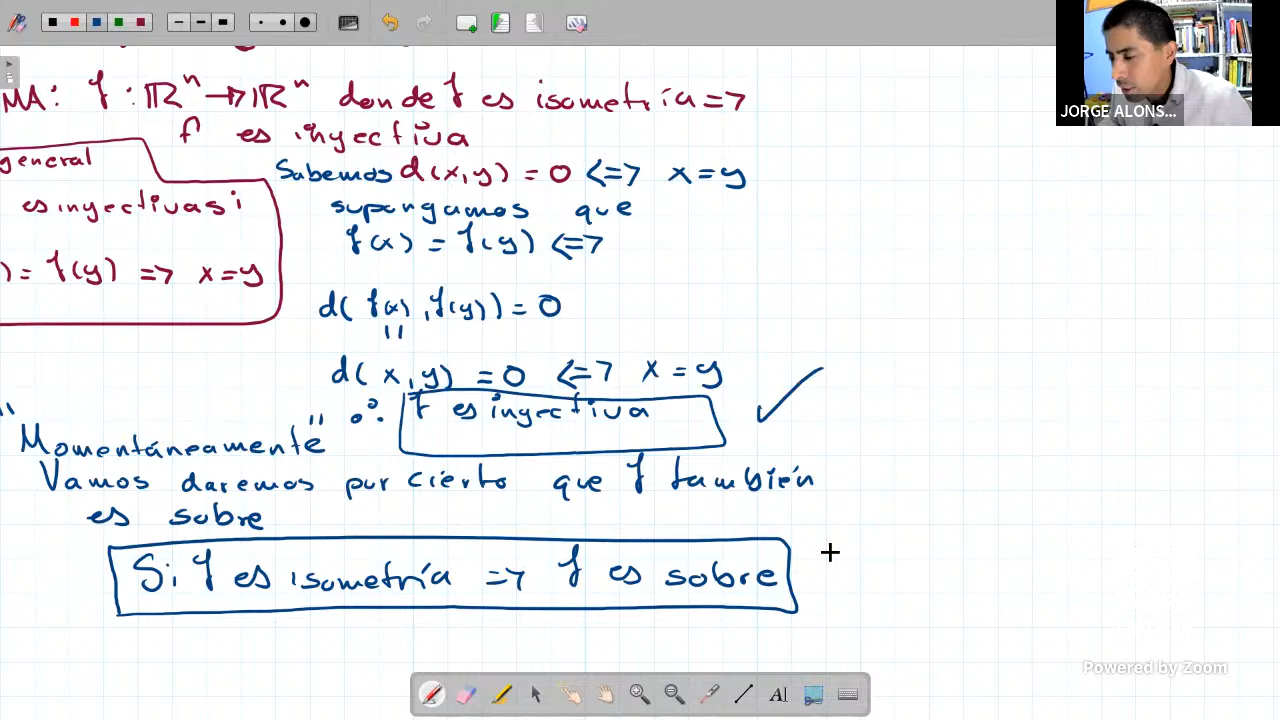 MA: f : ℝⁿ → ℝⁿ donde f es isometría =>
f es inyectiva
general
es inyectiva si
) = f(y) => x = y
Sabemos d(x,y) = 0 <=> x = y
supongamos que
f(x) = f(y) <=>
d( f(x) , f(y) ) = 0
"
d( x , y ) = 0 <=> x = y
∴ f es inyectiva
"Momentáneamente"
Vamos daremos por cierto que f también
es sobre
Si f es isometría => f es sobre
JORGE ALONS...
Powered by Zoom
AI